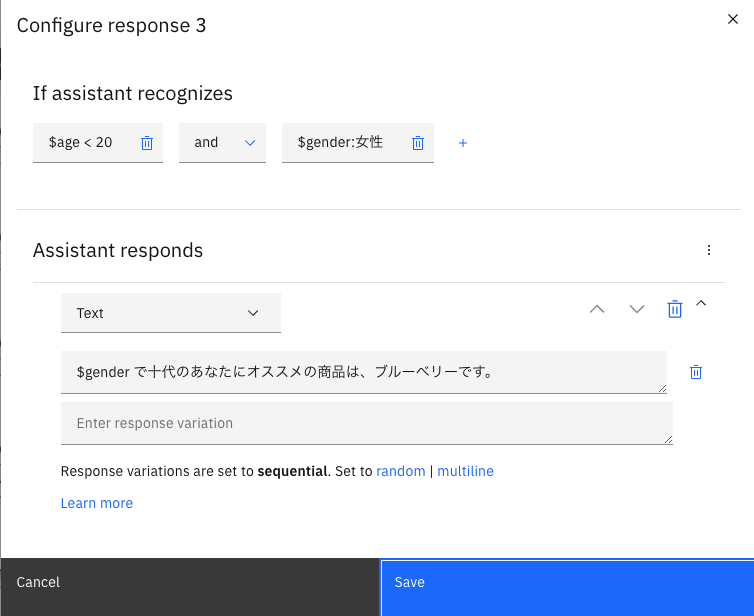 Configure response 3
If assistant recognizes
$age < 20 and $gender:女性
Assistant responds
Text
$gender で十代のあなたにオススメの商品は、ブルーベリーです。
Enter response variation
Response variations are set to sequential. Set to random | multiline
Learn more
Cancel Save